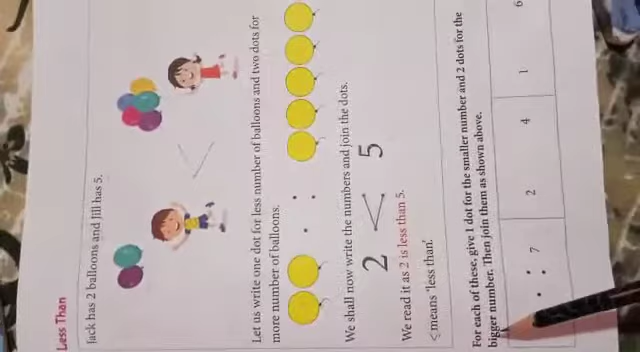 Less Than
Jack has 2 balloons and Jill has 5.
<
Let us write one dot for less number of balloons and two dots for
more number of balloons.
. :
We shall now write the numbers and join the dots.
2 < 5
We read it as 2 is less than 5.
< means 'less than'.
For each of these, give 1 dot for the smaller number and 2 dots for the
bigger number. Then join them as shown above.
. : 7 2 4 1 6